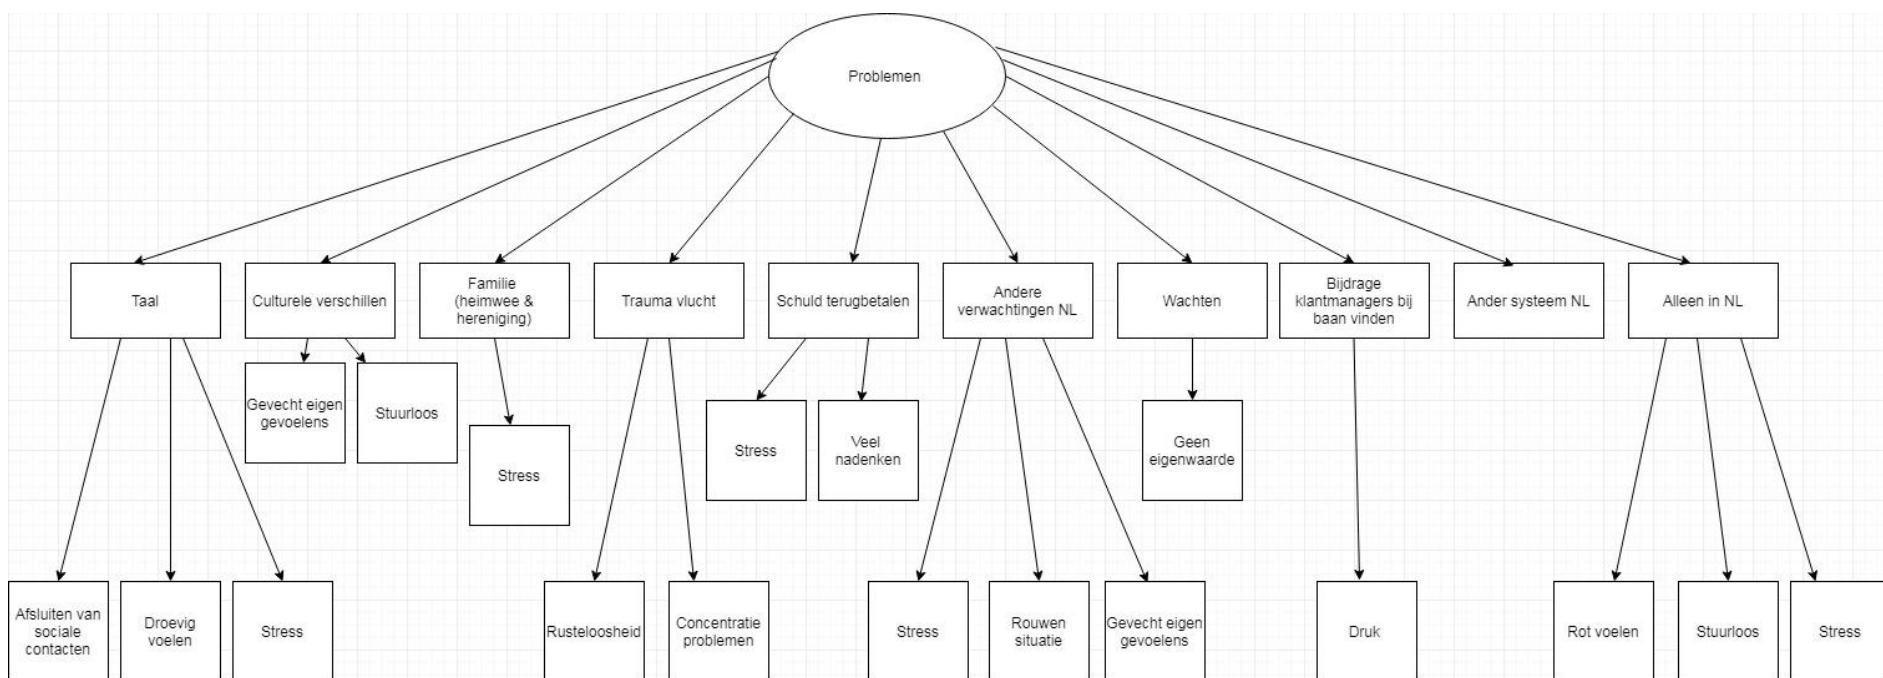 Problemen
Taal
Culturele verschillen
Familie
(heimwee &
hereniging)
Trauma vlucht
Schuld terugbetalen
Andere
verwachtingen NL
Wachten
Bijdrage
klantmanagers bij
baan vinden
Ander systeem NL
Alleen in NL
Gevecht eigen
gevoelens
Stuurloos
Stress
Stress
Veel
nadenken
Geen
eigenwaarde
Afsluiten van
sociale
contacten
Droevig
voelen
Stress
Rusteloosheid
Concentratie
problemen
Stress
Rouwen
situatie
Gevecht eigen
gevoelens
Druk
Rot voelen
Stuurloos
Stress